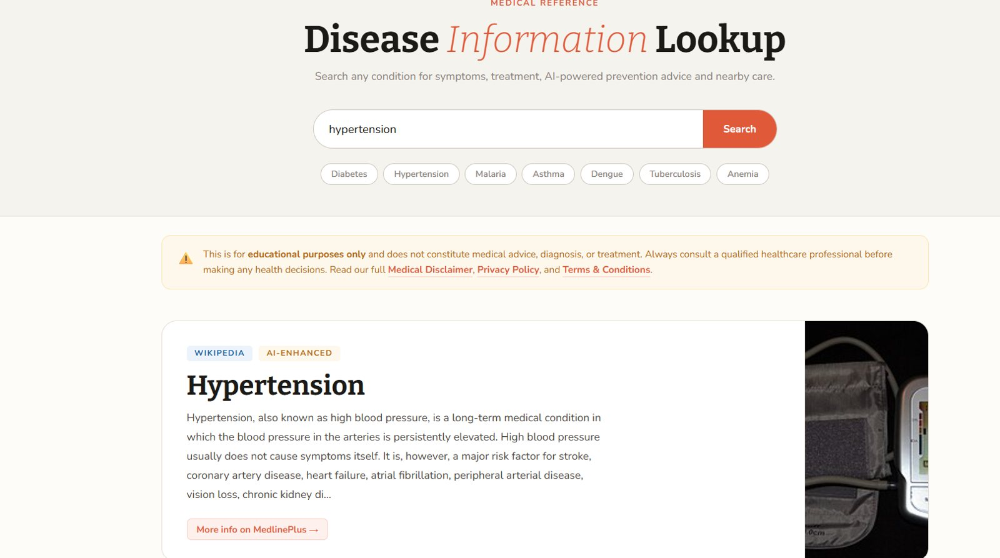 MEDICAL REFERENCE
Disease Information Lookup
Search any condition for symptoms, treatment, AI-powered prevention advice and nearby care.
hypertension
Search
Diabetes
Hypertension
Malaria
Asthma
Dengue
Tuberculosis
Anemia
This is for educational purposes only and does not constitute medical advice, diagnosis, or treatment. Always consult a qualified healthcare professional before
making any health decisions. Read our full Medical Disclaimer, Privacy Policy, and Terms & Conditions.
WIKIPEDIA
AI-ENHANCED
Hypertension
Hypertension, also known as high blood pressure, is a long-term medical condition in
which the blood pressure in the arteries is persistently elevated. High blood pressure
usually does not cause symptoms itself. It is, however, a major risk factor for stroke,
coronary artery disease, heart failure, atrial fibrillation, peripheral arterial disease,
vision loss, chronic kidney di...
More info on MedlinePlus →